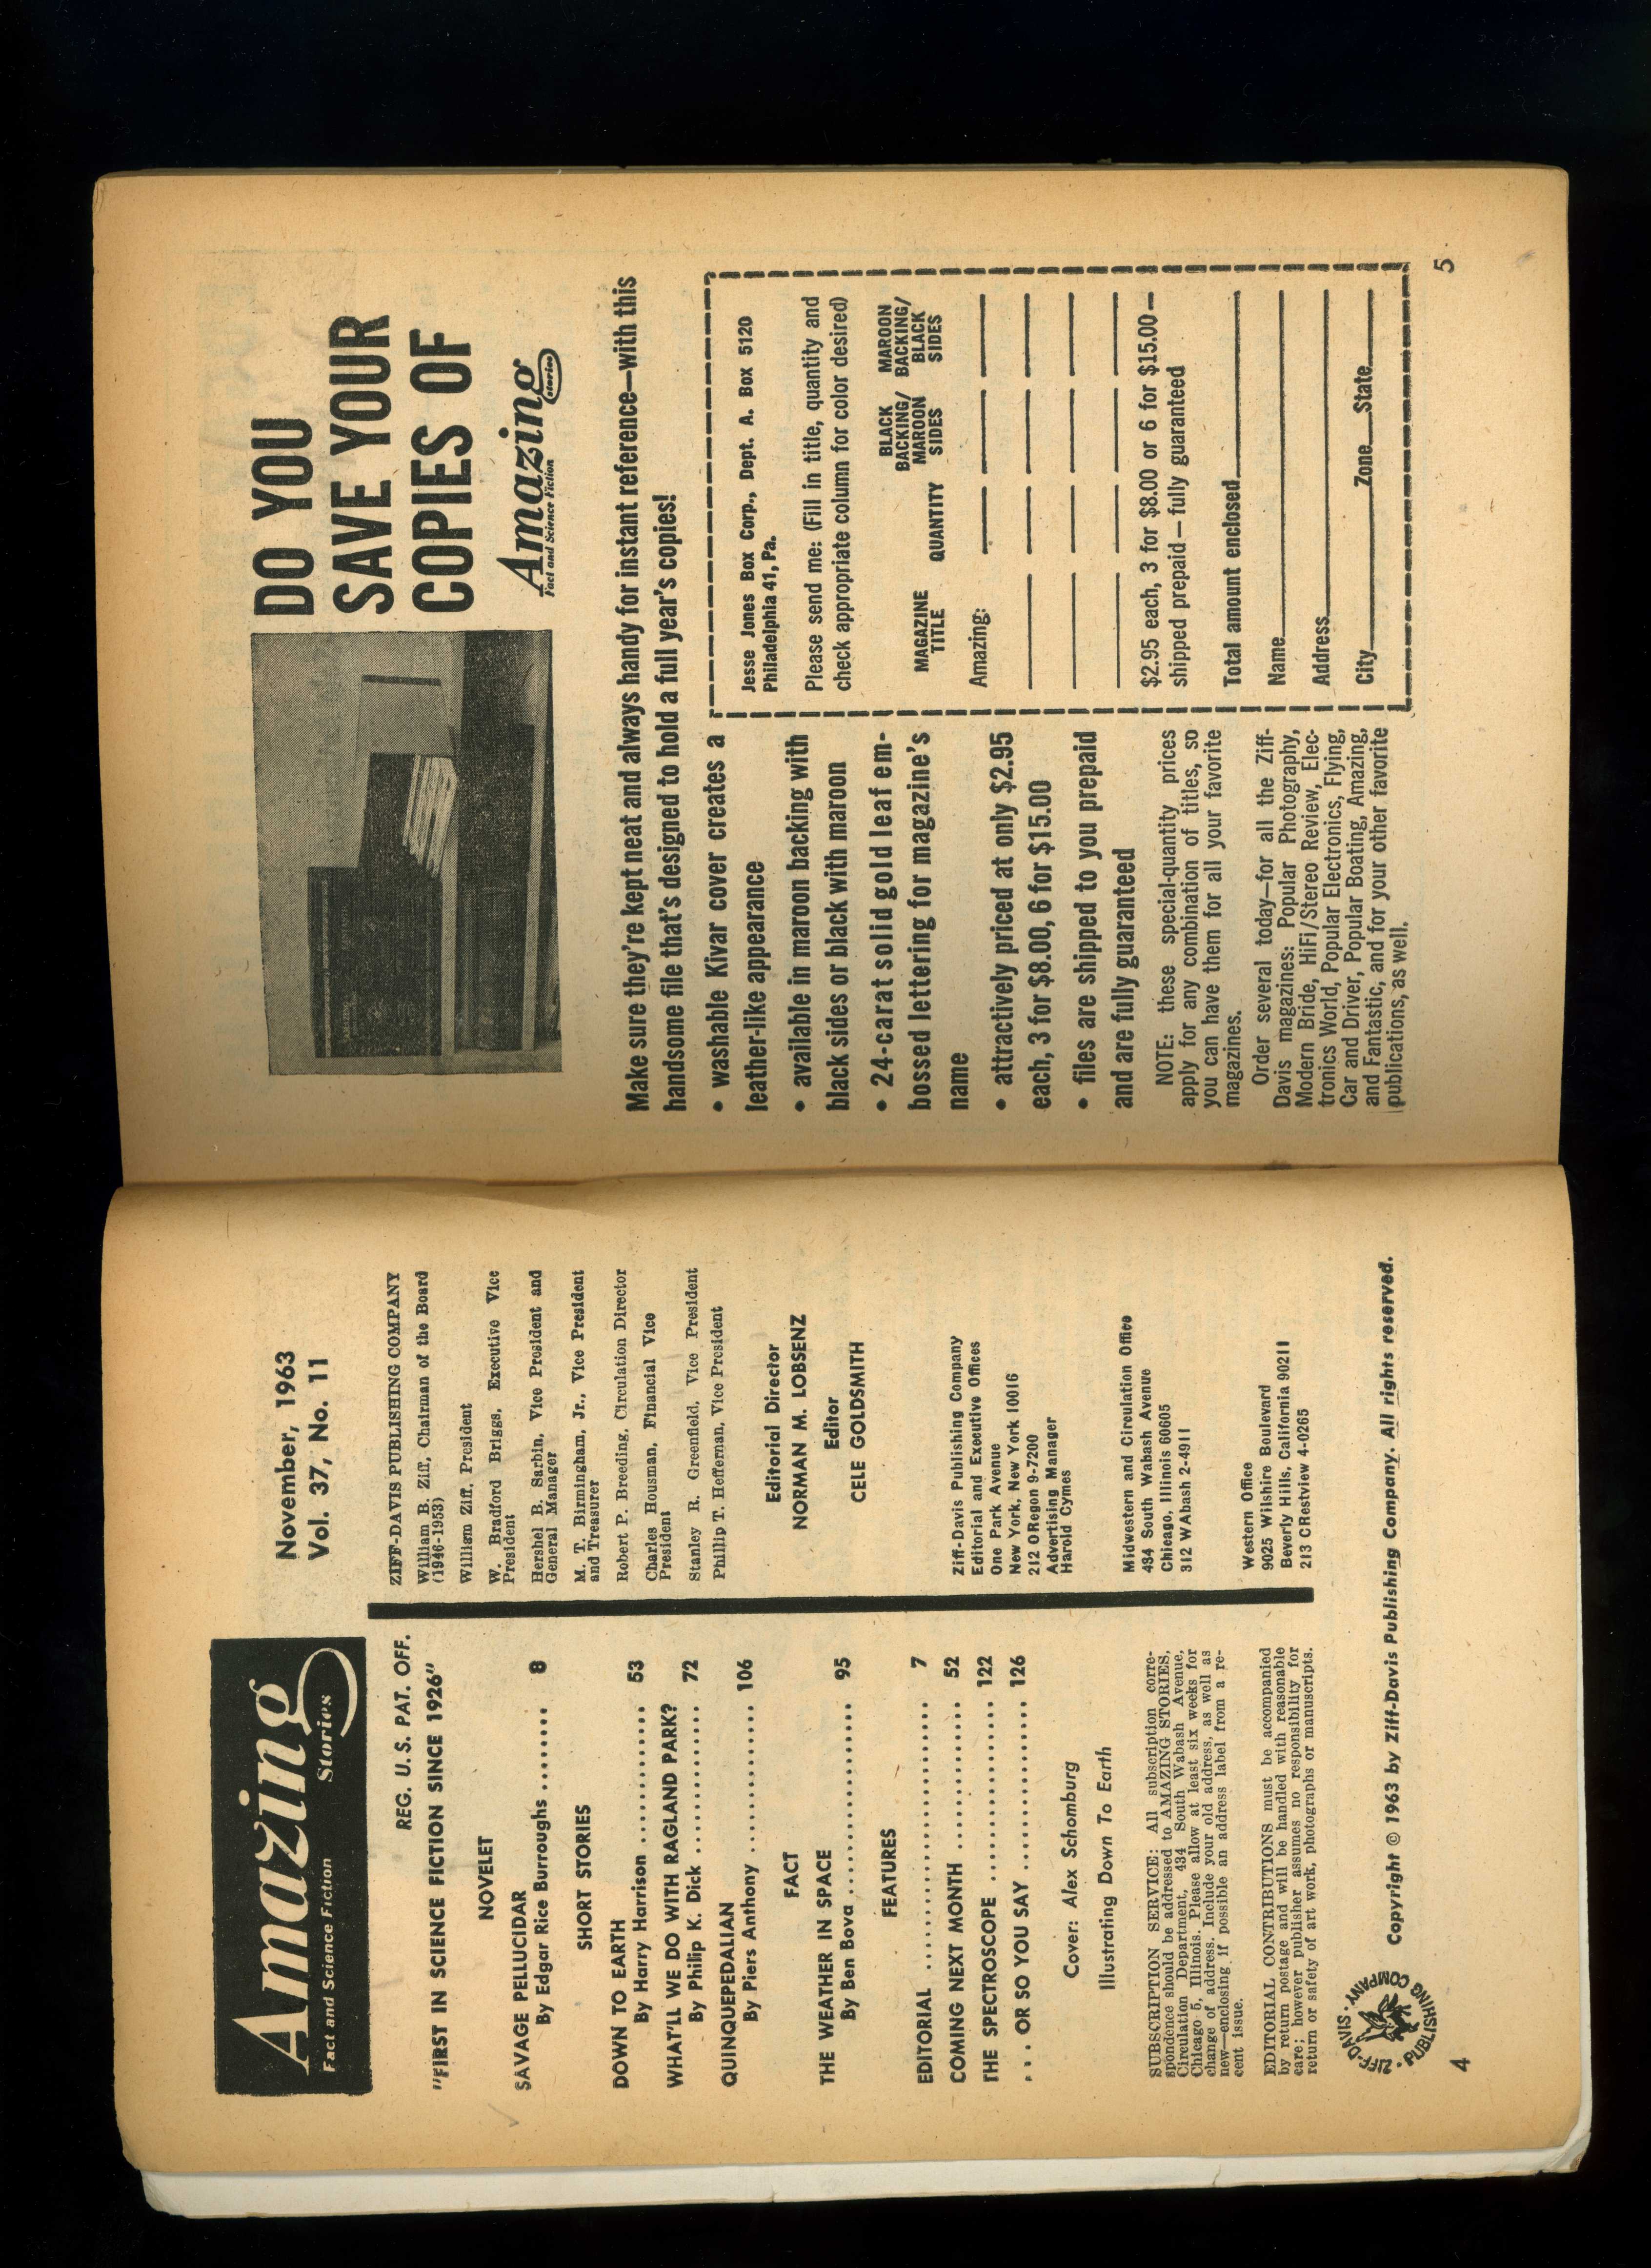 Amazing
Fact and Science Fiction Stories
REG. U. S. PAT. OFF.
"FIRST IN SCIENCE FICTION SINCE 1926"
NOVELET
SAVAGE PELLUCIDAR
By Edgar Rice Burroughs ........ 8
SHORT STORIES
DOWN TO EARTH
By Harry Harrison .............. 53
WHAT'LL WE DO WITH RAGLAND PARK?
By Philip K. Dick .............. 72
QUINQUEPEDALIAN
By Piers Anthony .............. 106
FACT
THE WEATHER IN SPACE
By Ben Bova .................... 95
FEATURES
EDITORIAL ........................ 7
COMING NEXT MONTH ............ 52
THE SPECTROSCOPE .............. 122
. . . OR SO YOU SAY .............. 126
Cover: Alex Schomburg
Illustrating Down To Earth
SUBSCRIPTION SERVICE: All subscription corre-
spondence should be addressed to AMAZING STORIES,
Circulation Department, 434 South Wabash Avenue,
Chicago 5, Illinois. Please allow at least six weeks for
change of address. Include your old address, as well as
new—enclosing if possible an address label from a re-
cent issue.
EDITORIAL CONTRIBUTIONS must be accompanied
by return postage and will be handled with reasonable
care; however publisher assumes no responsibility for
return or safety of art work, photographs or manuscripts.
November, 1963
Vol. 37, No. 11
ZIFF-DAVIS PUBLISHING COMPANY
William B. Ziff, Chairman of the Board
(1946-1953)
William Ziff, President
W. Bradford Briggs, Executive Vice
President
Hershel B. Sarbin, Vice President and
General Manager
M. T. Birmingham, Jr., Vice President
and Treasurer
Robert P. Breeding, Circulation Director
Charles Housman, Financial Vice
President
Stanley R. Greenfield, Vice President
Phillip T. Heffernan, Vice President
Editorial Director
NORMAN M. LOBSENZ
Editor
CELE GOLDSMITH
Ziff-Davis Publishing Company
Editorial and Executive Offices
One Park Avenue
New York, New York 10016
212 ORegon 9-7200
Advertising Manager
Harold Cymes
Midwestern and Circulation Office
434 South Wabash Avenue
Chicago, Illinois 60605
312 WAbash 2-4911
Western Office
9025 Wilshire Boulevard
Beverly Hills, California 90211
213 CRestview 4-0265
ZIFF-DAVIS • PUBLISHING COMPANY •
Copyright © 1963 by Ziff-Davis Publishing Company. All rights reserved.
4
DO YOU
SAVE YOUR
COPIES OF
Amazing
Fact and Science Fiction stories
Make sure they're kept neat and always handy for instant reference—with this
handsome file that's designed to hold a full year's copies!
• washable Kivar cover creates a
leather-like appearance
• available in maroon backing with
black sides or black with maroon
• 24-carat solid gold leaf em-
bossed lettering for magazine's
name
• attractively priced at only $2.95
each, 3 for $8.00, 6 for $15.00
• files are shipped to you prepaid
and are fully guaranteed
NOTE: these special-quantity prices
apply for any combination of titles, so
you can have them for all your favorite
magazines.
Order several today—for all the Ziff-
Davis magazines: Popular Photography,
Modern Bride, HiFi/Stereo Review, Elec-
tronics World, Popular Electronics, Flying,
Car and Driver, Popular Boating, Amazing,
and Fantastic, and for your other favorite
publications, as well.
Jesse Jones Box Corp., Dept. A. Box 5120
Philadelphia 41, Pa.
Please send me: (Fill in title, quantity and
check appropriate column for color desired)
MAGAZINE TITLE QUANTITY BLACK BACKING/ MAROON SIDES MAROON BACKING/ BLACK SIDES
Amazing:
$2.95 each, 3 for $8.00 or 6 for $15.00—
shipped prepaid—fully guaranteed
Total amount enclosed
Name
Address
City Zone State
5